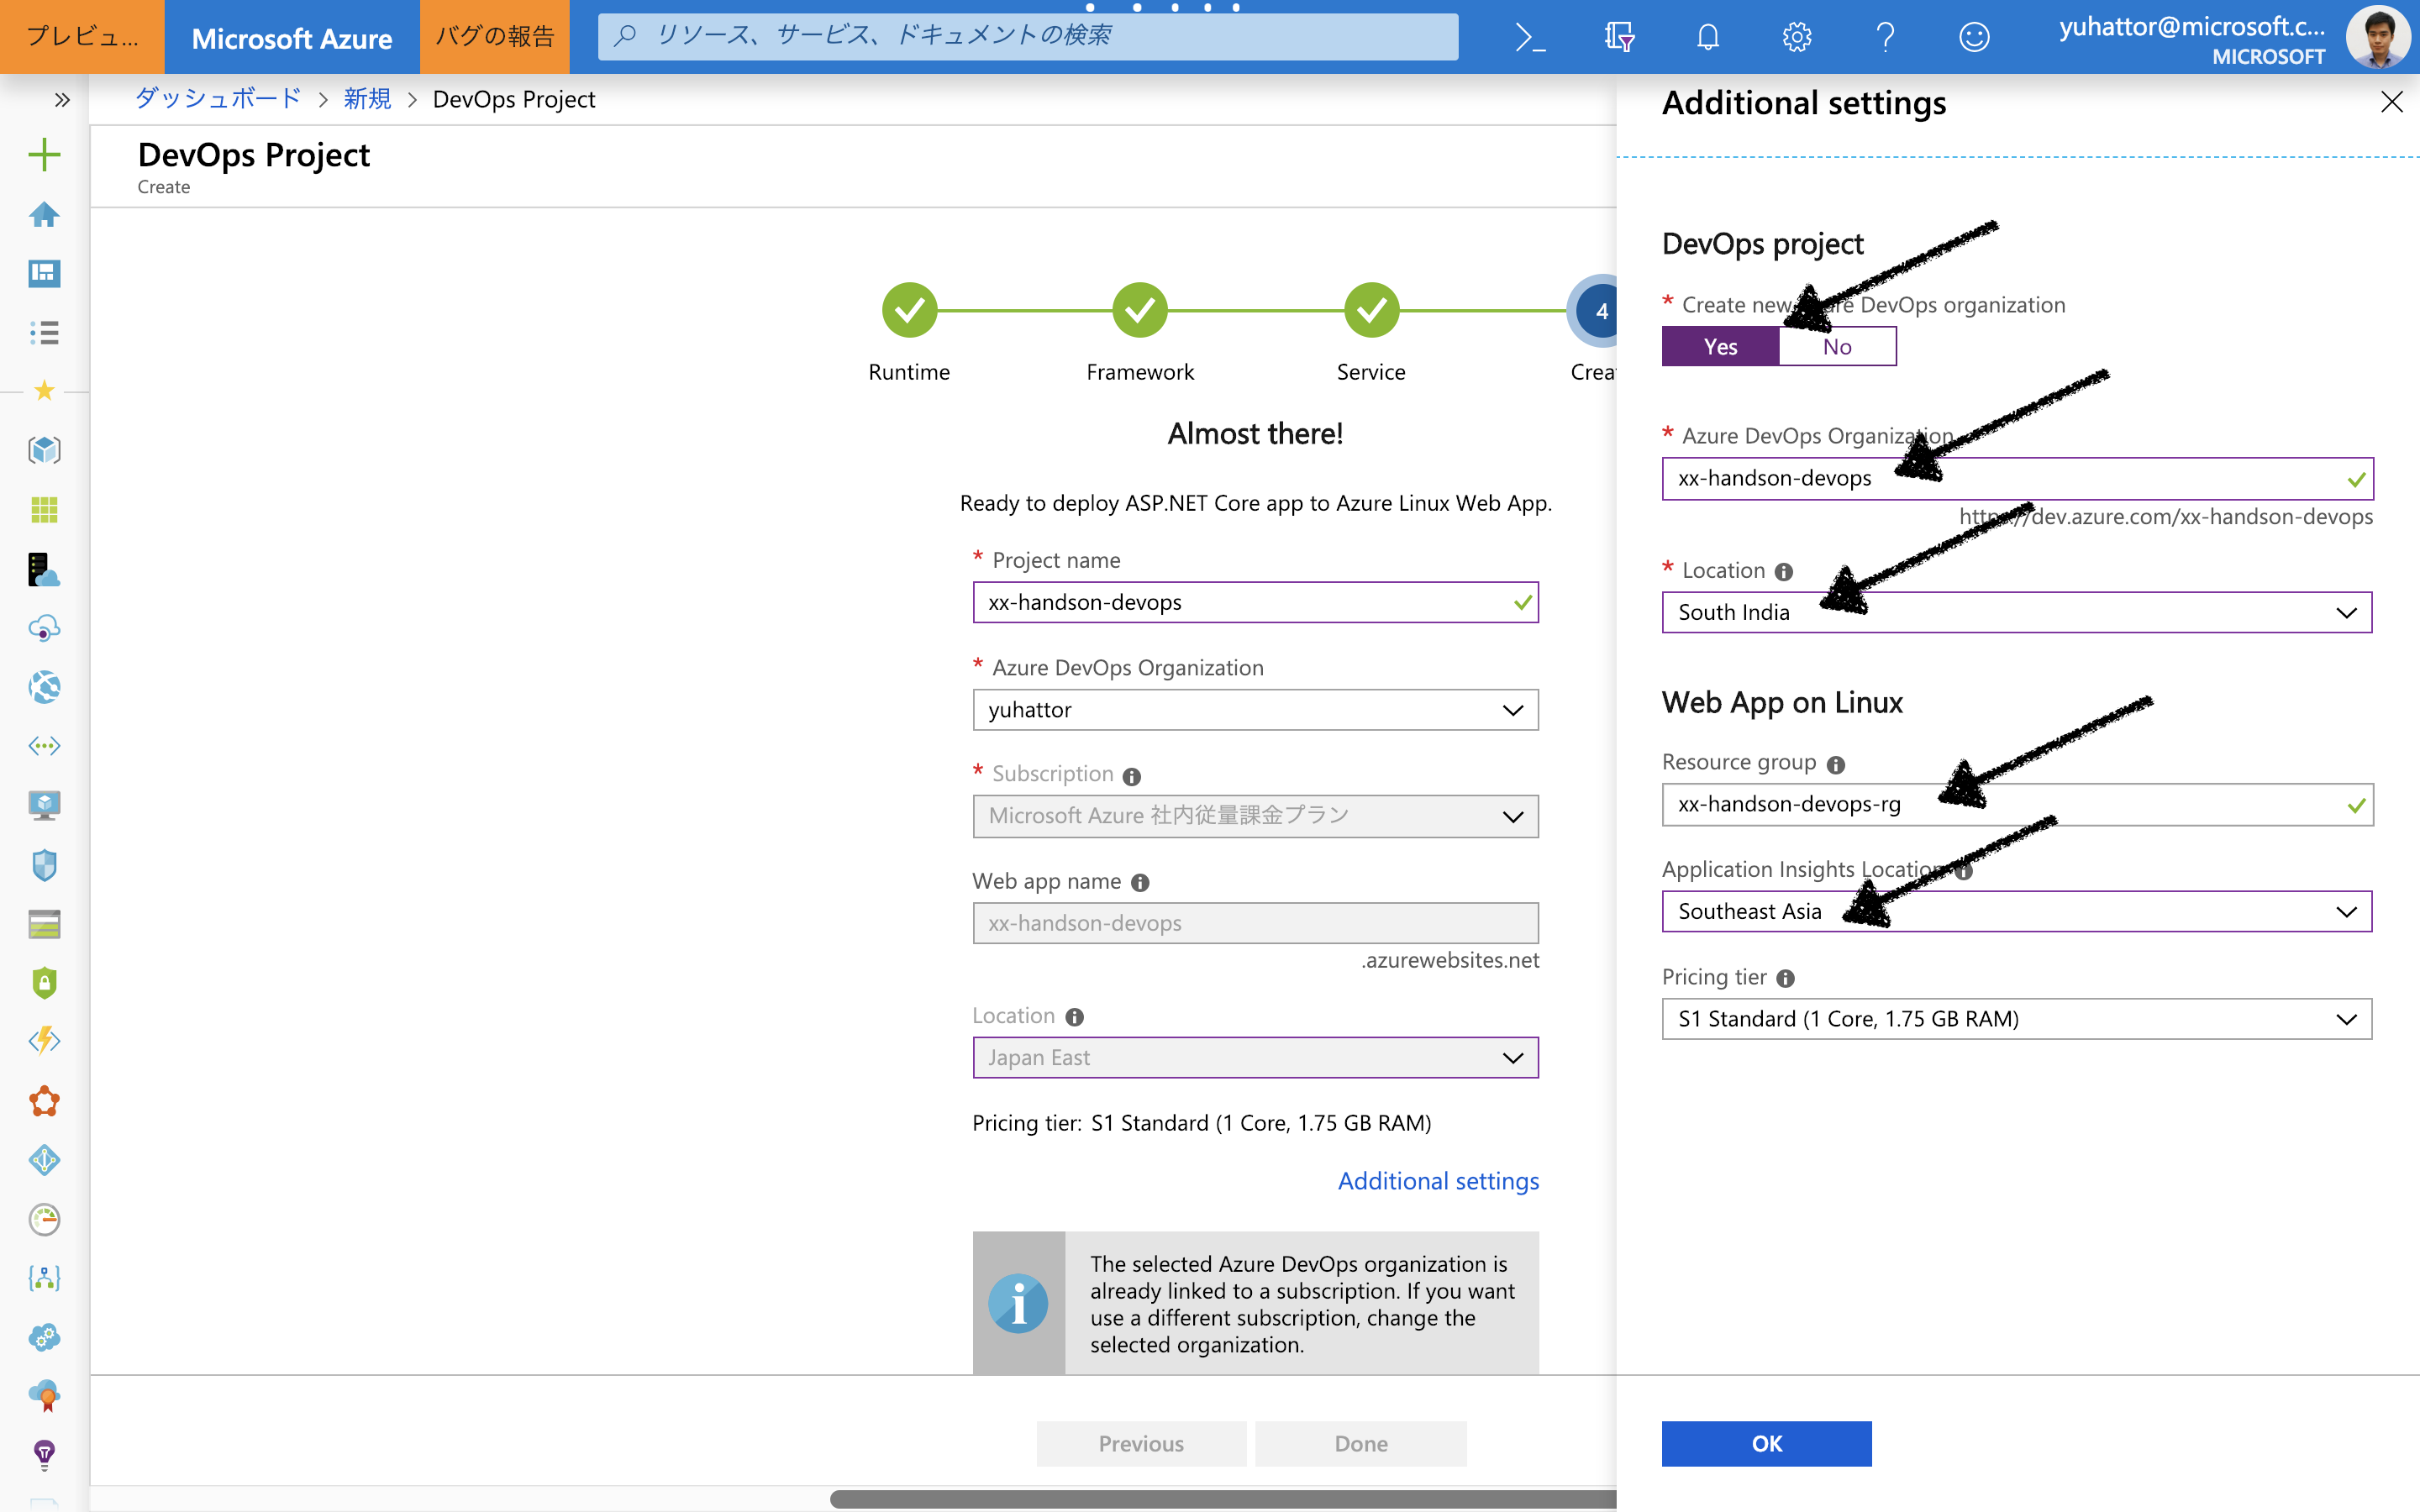 プレビュ...
Microsoft Azure
バグの報告
リソース、サービス、ドキュメントの検索
yuhattor@microsoft.c...
MICROSOFT
ダッシュボード > 新規 > DevOps Project
DevOps Project
Create
4
Runtime
Framework
Service
Crea
Almost there!
Ready to deploy ASP.NET Core app to Azure Linux Web App.
* Project name
xx-handson-devops
* Azure DevOps Organization
yuhattor
* Subscription
Microsoft Azure 社内従量課金プラン
Web app name
xx-handson-devops
.azurewebsites.net
Location
Japan East
Pricing tier: S1 Standard (1 Core, 1.75 GB RAM)
Additional settings
The selected Azure DevOps organization is
already linked to a subscription. If you want
use a different subscription, change the
selected organization.
Previous
Done
Additional settings
DevOps project
* Create new Azure DevOps organization
Yes
No
* Azure DevOps Organization
xx-handson-devops
https://dev.azure.com/xx-handson-devops
* Location
South India
Web App on Linux
Resource group
xx-handson-devops-rg
Application Insights Location
Southeast Asia
Pricing tier
S1 Standard (1 Core, 1.75 GB RAM)
OK